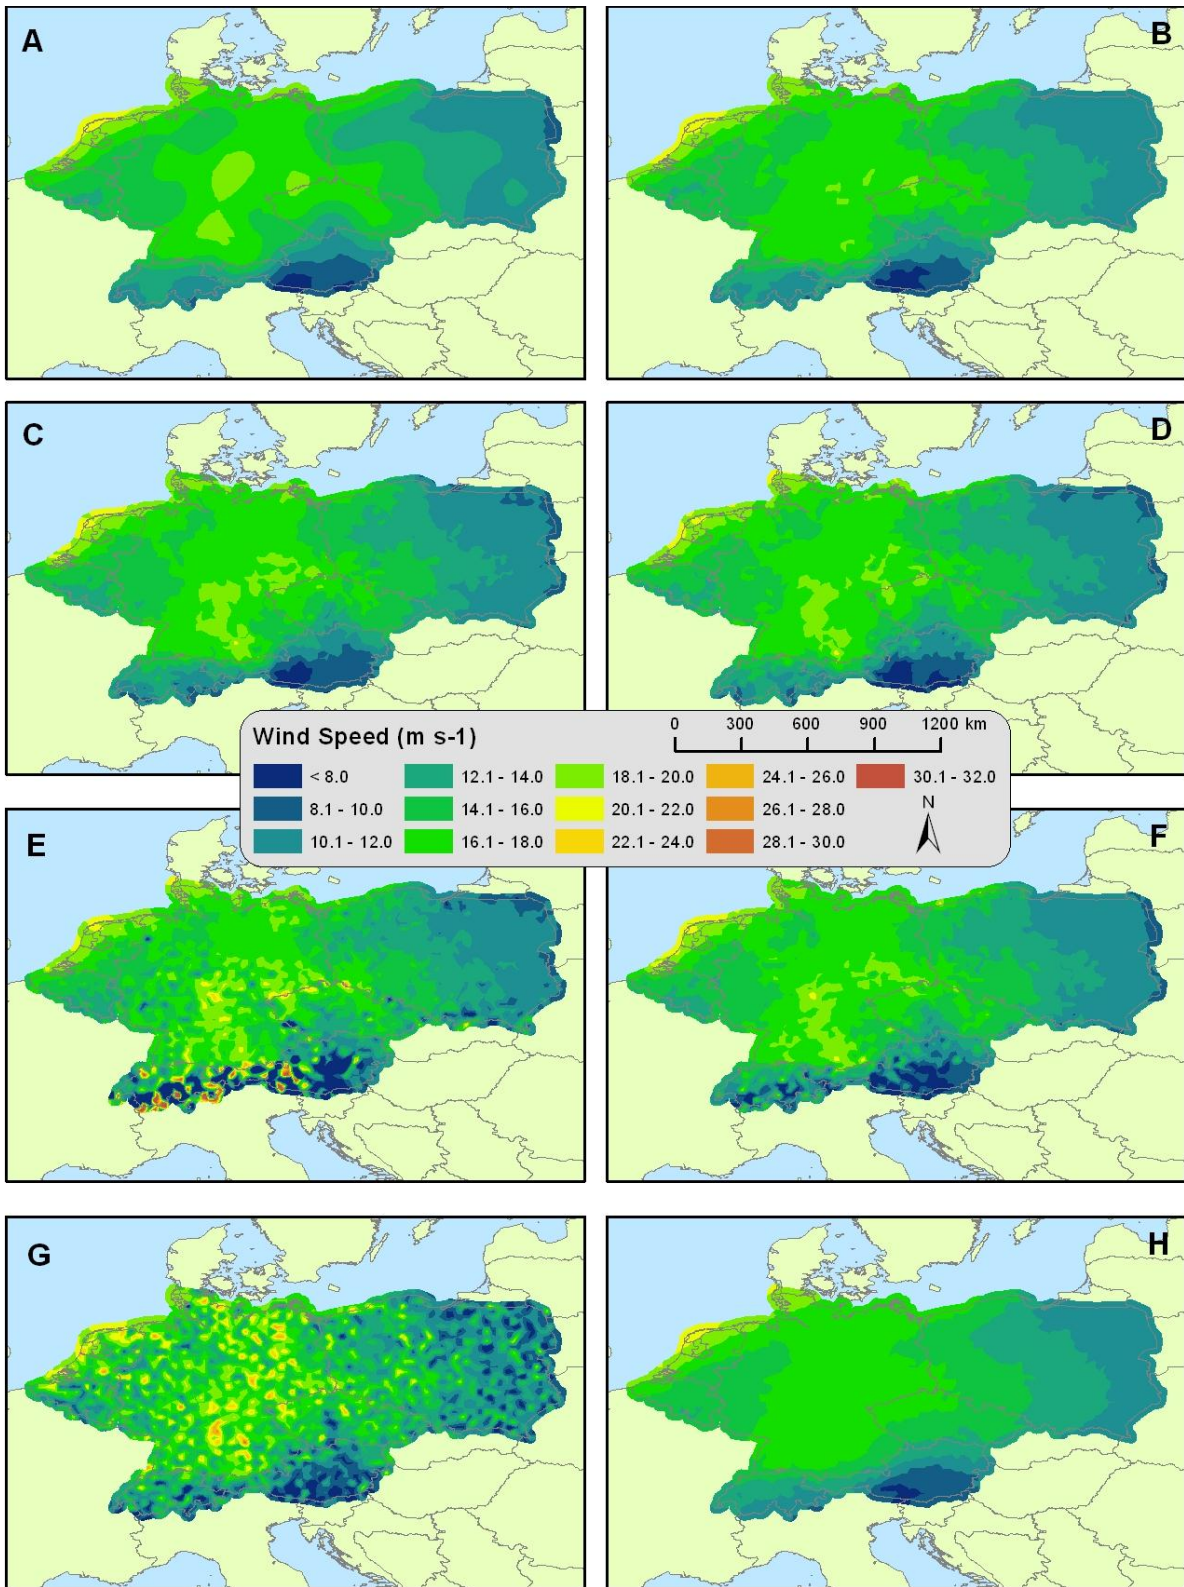 A
B
C
D
Wind Speed (m s-1)
0 300 600 900 1200 km
< 8.0 12.1 - 14.0 18.1 - 20.0 24.1 - 26.0 30.1 - 32.0
8.1 - 10.0 14.1 - 16.0 20.1 - 22.0 26.1 - 28.0 N
10.1 - 12.0 16.1 - 18.0 22.1 - 24.0 28.1 - 30.0
E
F
G
H